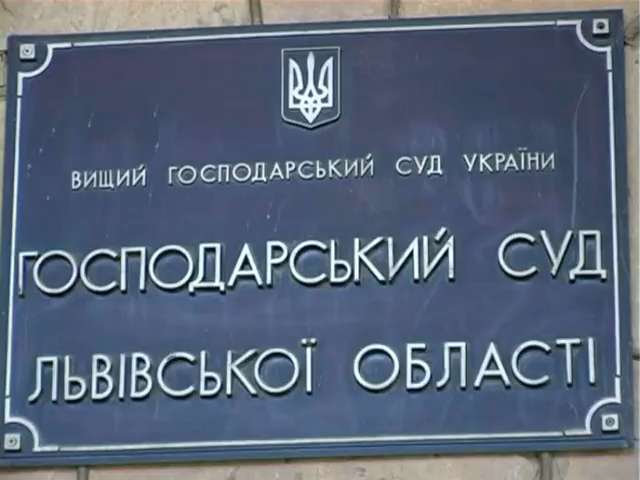 ВИЩИЙ ГОСПОДАРСЬКИЙ СУД УКРАЇНИ
ГОСПОДАРСЬКИЙ СУД
ЛЬВІВСЬКОЇ ОБЛАСТІ